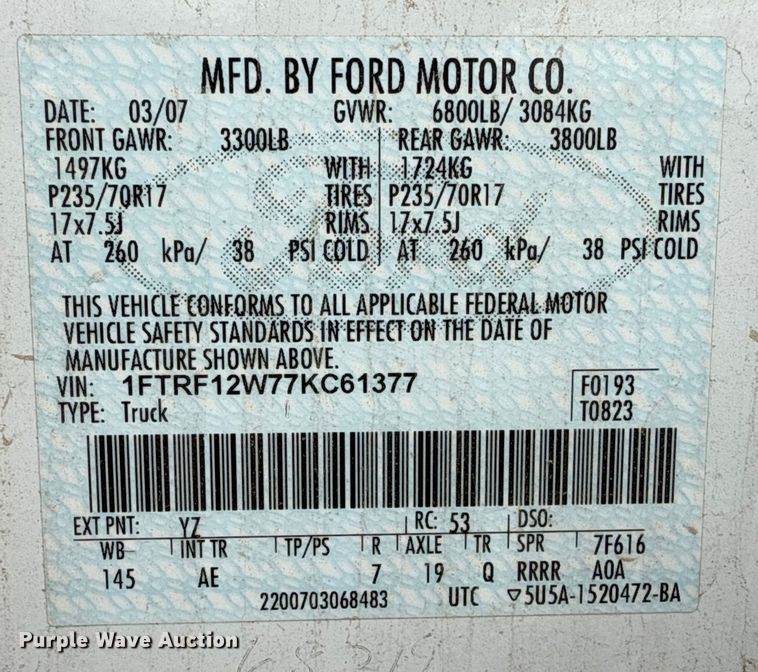 MFD. BY FORD MOTOR CO.
DATE: 03/07 GVWR: 6800LB/ 3084KG
FRONT GAWR: 3300LB REAR GAWR: 3800LB
1497KG WITH 1724KG WITH
P235/70R17 TIRES P235/70R17 TIRES
17x7.5J RIMS 17x7.5J RIMS
AT 260 kPa/ 38 PSI COLD AT 260 kPa/ 38 PSI COLD
Ford
THIS VEHICLE CONFORMS TO ALL APPLICABLE FEDERAL MOTOR
VEHICLE SAFETY STANDARDS IN EFFECT ON THE DATE OF
MANUFACTURE SHOWN ABOVE.
VIN: 1FTRF12W77KC61377 F0193
TYPE: Truck T0823
EXT PNT: YZ RC: 53 DSO:
WB INT TR TP/PS R AXLE TR SPR 7F616
145 AE 7 19 Q RRRR A0A
2200703068483 UTC ▽5U5A-1520472-BA
Purple Wave Auction